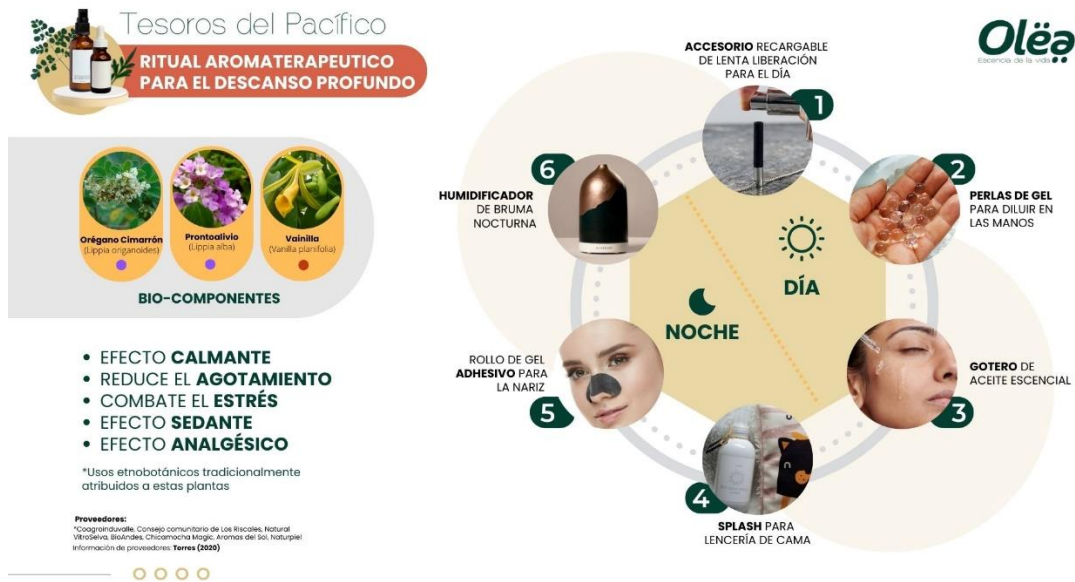 Tesoros del Pacífico
RITUAL AROMATERAPEUTICO
PARA EL DESCANSO PROFUNDO
Orégano Cimarrón
(Lippia origanoides)
Prontoalivio
(Lippia alba)
Vainilla
(Vanilla planifolia)
BIO-COMPONENTES
• EFECTO CALMANTE
• REDUCE EL AGOTAMIENTO
• COMBATE EL ESTRÉS
• EFECTO SEDANTE
• EFECTO ANALGÉSICO
*Usos etnobotánicos tradicionalmente
atribuidos a estas plantas
Proveedores:
*Coagroinduvalle, Consejo comunitario de Los Riscales, Natural
VitroSelva, BioAndes, Chicamocha Magic, Aromas del Sol, Naturpiel
Información de proveedores: Torres (2020)
Olëa
Escencia de la vida
ACCESORIO RECARGABLE
DE LENTA LIBERACIÓN
PARA EL DÍA
1
2
PERLAS DE GEL
PARA DILUIR EN
LAS MANOS
GOTERO DE
ACEITE ESCENCIAL
3
4
SPLASH PARA
LENCERÍA DE CAMA
ROLLO DE GEL
ADHESIVO PARA
LA NARIZ
5
6
HUMIDIFICADOR
DE BRUMA
NOCTURNA
DÍA
NOCHE